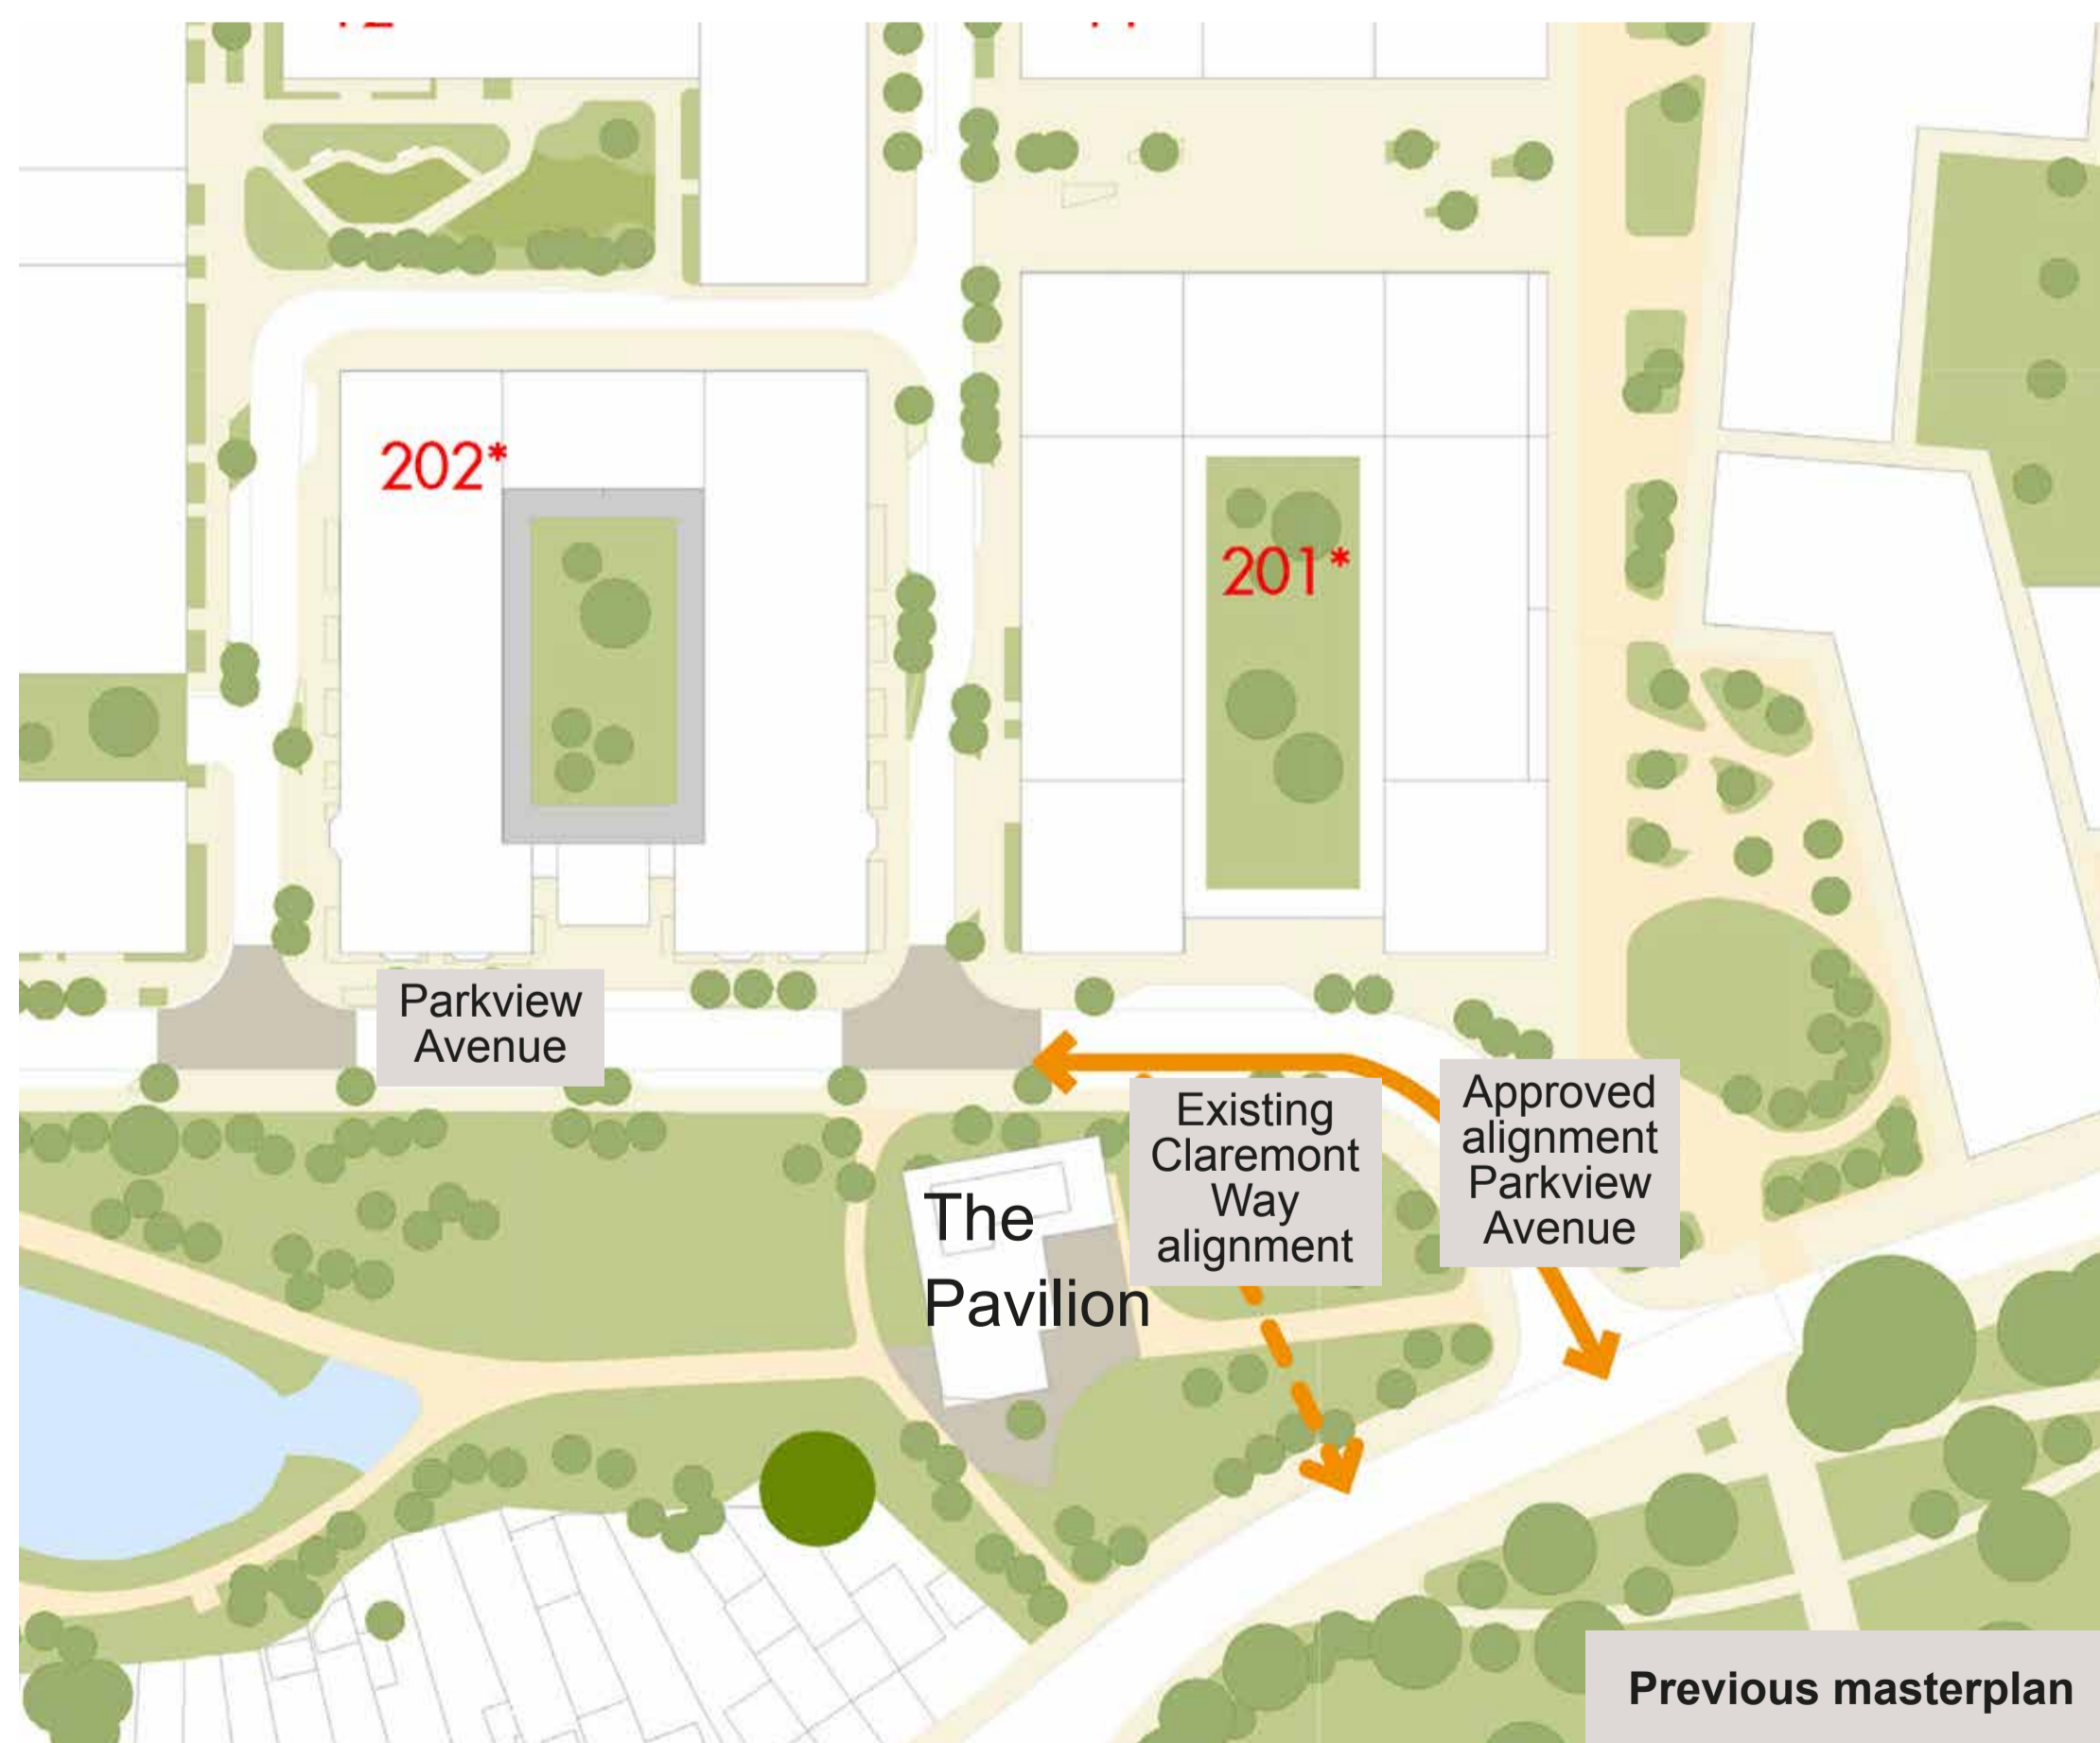 202*
201*
Parkview
Avenue
Existing
Claremont
Way
alignment
Approved
alignment
Parkview
Avenue
The
Pavilion
Previous masterplan